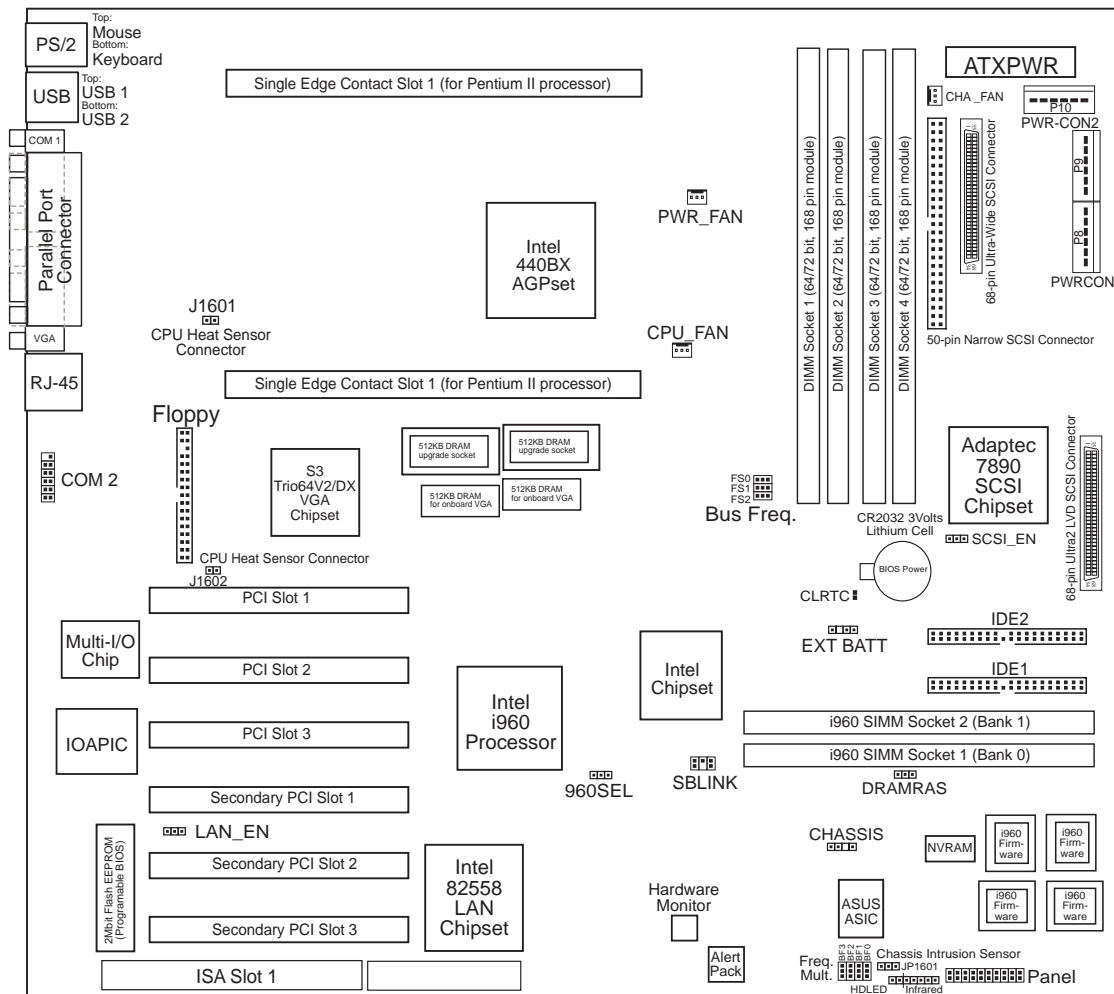 Top:
Mouse
Bottom:
Keyboard
PS/2
Top:
USB 1
Bottom:
USB 2
USB
COM 1
Parallel Port
Connector
VGA
RJ-45
Single Edge Contact Slot 1 (for Pentium II processor)
Intel
440BX
AGPset
PWR_FAN
CPU_FAN
J1601
CPU Heat Sensor
Connector
Single Edge Contact Slot 1 (for Pentium II processor)
DIMM Socket 1 (64/72 bit, 168 pin module)
DIMM Socket 2 (64/72 bit, 168 pin module)
DIMM Socket 3 (64/72 bit, 168 pin module)
DIMM Socket 4 (64/72 bit, 168 pin module)
ATXPWR
CHA_FAN
P10
PWR-CON2
P9
P8
PWRCON
68-pin Ultra-Wide SCSI Connector
50-pin Narrow SCSI Connector
Floppy
COM 2
S3
Trio64V2/DX
VGA
Chipset
512KB DRAM
upgrade socket
512KB DRAM
upgrade socket
512KB DRAM
for onboard VGA
512KB DRAM
for onboard VGA
FS0
FS1
FS2
Bus Freq.
Adaptec
7890
SCSI
Chipset
SCSI_EN
68-pin Ultra2 LVD SCSI Connector
CR2032 3Volts
Lithium Cell
BIOS Power
CLRTC
EXT BATT
CPU Heat Sensor Connector
J1602
PCI Slot 1
Multi-I/O
Chip
PCI Slot 2
IOAPIC
PCI Slot 3
Intel
i960
Processor
Intel
Chipset
IDE2
IDE1
i960 SIMM Socket 2 (Bank 1)
i960 SIMM Socket 1 (Bank 0)
960SEL
SBLINK
DRAMRAS
Secondary PCI Slot 1
LAN_EN
2Mbit Flash EEPROM
(Programable BIOS)
Secondary PCI Slot 2
Secondary PCI Slot 3
Intel
82558
LAN
Chipset
ISA Slot 1
CHASSIS
NVRAM
i960
Firm-
ware
i960
Firm-
ware
i960
Firm-
ware
i960
Firm-
ware
Hardware
Monitor
ASUS
ASIC
Alert
Pack
BF3
BF2
BF1
BF0
Freq.
Mult.
Chassis Intrusion Sensor
JP1601
HDLED
Infrared
Panel